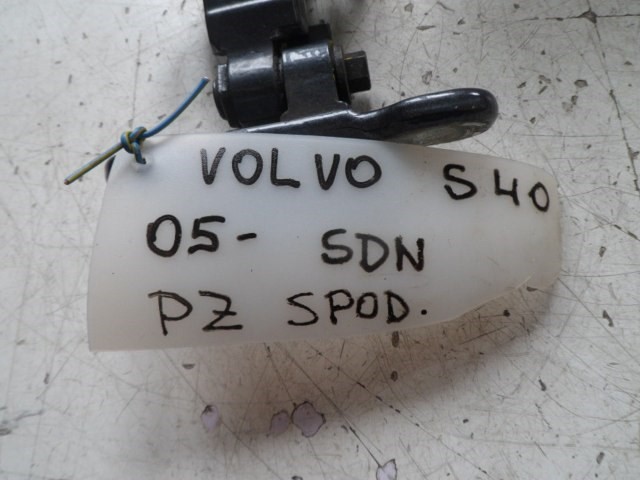 VOLVO S40
05- SDN
PZ SPOD.